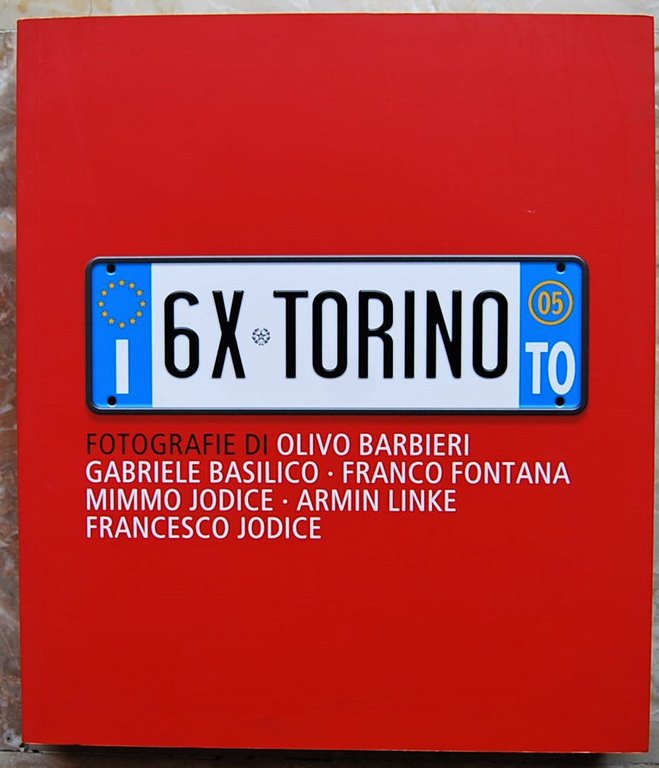 6X TORINO
05
I
TO
FOTOGRAFIE DI OLIVO BARBIERI
GABRIELE BASILICO · FRANCO FONTANA
MIMMO JODICE · ARMIN LINKE
FRANCESCO JODICE